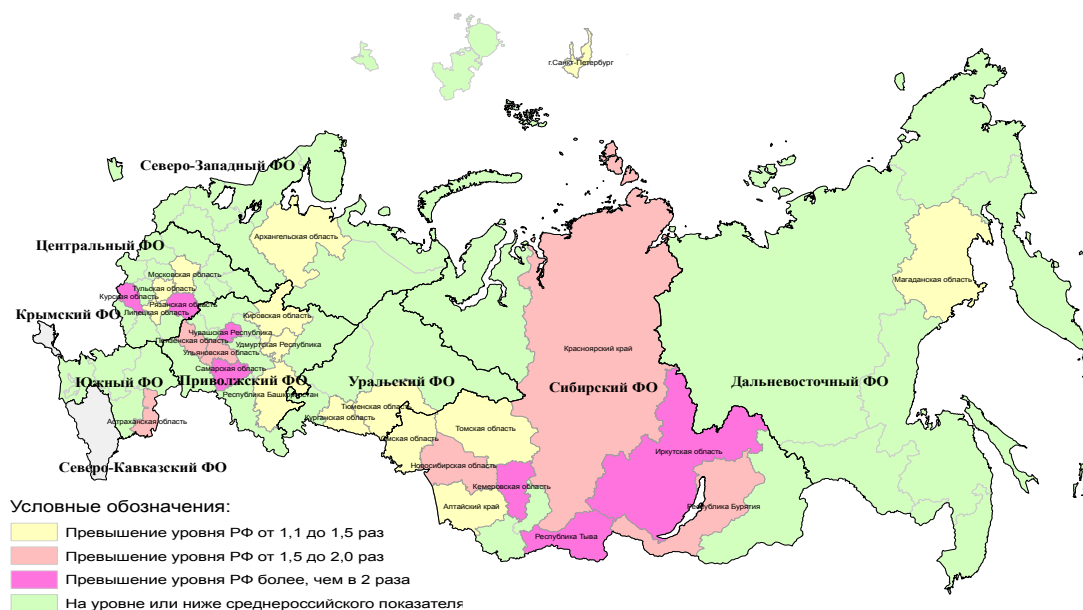 г.Санкт-Петербург
Северо-Западный ФО
Архангельская область
Центральный ФО
Московская область
Тульская область
Курская область
Рязанская область
Липецкая область
Магаданская область
Крымский ФО
Кировская область
Чувашская Республика
Пензенская область
Удмуртская Республика
Ульяновская область
Красноярский край
Самарская область
Южный ФО
Приволжский ФО
Уральский ФО
Сибирский ФО
Дальневосточный ФО
Республика Башкортостан
Тюменская область
Курганская область
Астраханская область
Томская область
Омская область
Иркутская область
Северо-Кавказский ФО
Новосибирская область
Кемеровская область
Алтайский край
Республика Бурятия
Республика Тыва
Условные обозначения:
Превышение уровня РФ от 1,1 до 1,5 раз
Превышение уровня РФ от 1,5 до 2,0 раз
Превышение уровня РФ более, чем в 2 раза
На уровне или ниже среднероссийского показателя